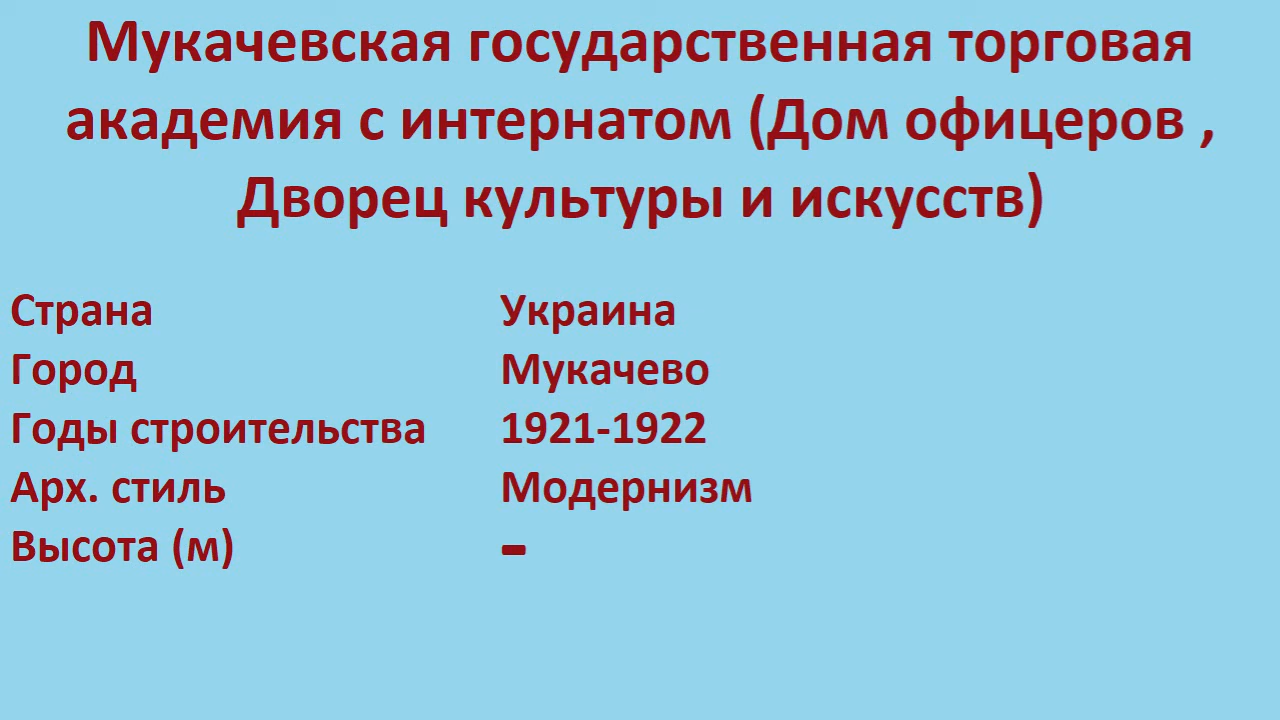 Мукачевская государственная торговая
академия с интернатом (Дом офицеров ,
Дворец культуры и искусств)
Страна Украина
Город Мукачево
Годы строительства 1921-1922
Арх. стиль Модернизм
Высота (м) -